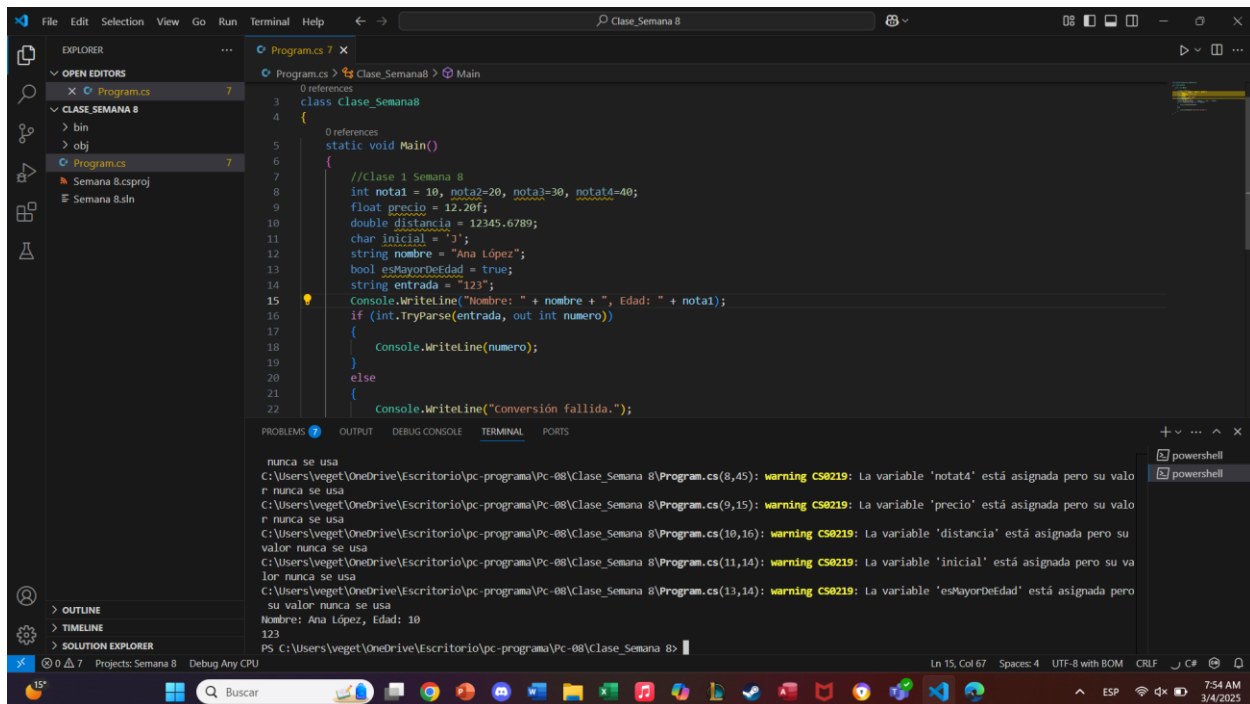 File Edit Selection View Go Run Terminal Help
Clase_Semana 8
EXPLORER
OPEN EDITORS
Program.cs 7
CLASE_SEMANA 8
bin
obj
Program.cs 7
Semana 8.csproj
Semana 8.sln
OUTLINE
TIMELINE
SOLUTION EXPLORER
Program.cs 7
Program.cs > Clase_Semana8 > Main
0 references
3 class Clase_Semana8
4 {
0 references
5 static void Main()
6 {
7 //Clase 1 Semana 8
8 int nota1 = 10, nota2=20, nota3=30, notat4=40;
9 float precio = 12.20f;
10 double distancia = 12345.6789;
11 char inicial = 'J';
12 string nombre = "Ana López";
13 bool esMayorDeEdad = true;
14 string entrada = "123";
15 Console.WriteLine("Nombre: " + nombre + ", Edad: " + nota1);
16 if (int.TryParse(entrada, out int numero))
17 {
18 Console.WriteLine(numero);
19 }
20 else
21 {
22 Console.WriteLine("Conversión fallida.");
PROBLEMS 7 OUTPUT DEBUG CONSOLE TERMINAL PORTS
powershell
powershell
nunca se usa
C:\Users\veget\OneDrive\Escritorio\pc-programa\Pc-08\Clase_Semana 8\Program.cs(8,45): warning CS0219: La variable 'notat4' está asignada pero su valo
r nunca se usa
C:\Users\veget\OneDrive\Escritorio\pc-programa\Pc-08\Clase_Semana 8\Program.cs(9,15): warning CS0219: La variable 'precio' está asignada pero su valo
r nunca se usa
C:\Users\veget\OneDrive\Escritorio\pc-programa\Pc-08\Clase_Semana 8\Program.cs(10,16): warning CS0219: La variable 'distancia' está asignada pero su
valor nunca se usa
C:\Users\veget\OneDrive\Escritorio\pc-programa\Pc-08\Clase_Semana 8\Program.cs(11,14): warning CS0219: La variable 'inicial' está asignada pero su va
lor nunca se usa
C:\Users\veget\OneDrive\Escritorio\pc-programa\Pc-08\Clase_Semana 8\Program.cs(13,14): warning CS0219: La variable 'esMayorDeEdad' está asignada pero
su valor nunca se usa
Nombre: Ana López, Edad: 10
123
PS C:\Users\veget\OneDrive\Escritorio\pc-programa\Pc-08\Clase_Semana 8>
0 7 Projects: Semana 8 Debug Any CPU
Ln 15, Col 67 Spaces: 4 UTF-8 with BOM CRLF C#
15°
Buscar
ESP
7:54 AM
3/4/2025